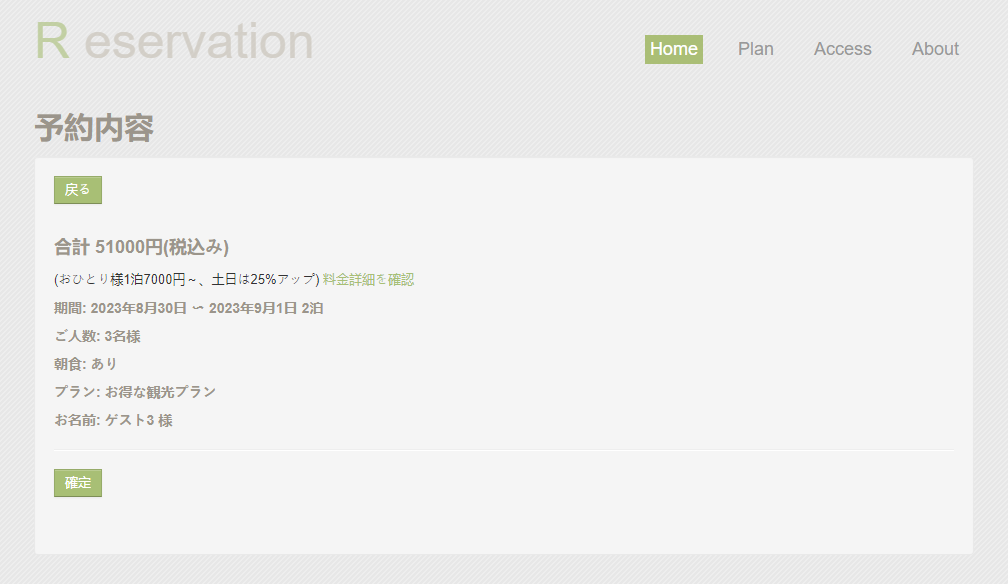 R eservation
Home Plan Access About
予約内容
戻る
合計 51000円(税込み)
(おひとり様1泊7000円～、土日は25%アップ) 料金詳細を確認
期間: 2023年8月30日 〜 2023年9月1日 2泊
ご人数: 3名様
朝食: あり
プラン: お得な観光プラン
お名前: ゲスト3 様
確定